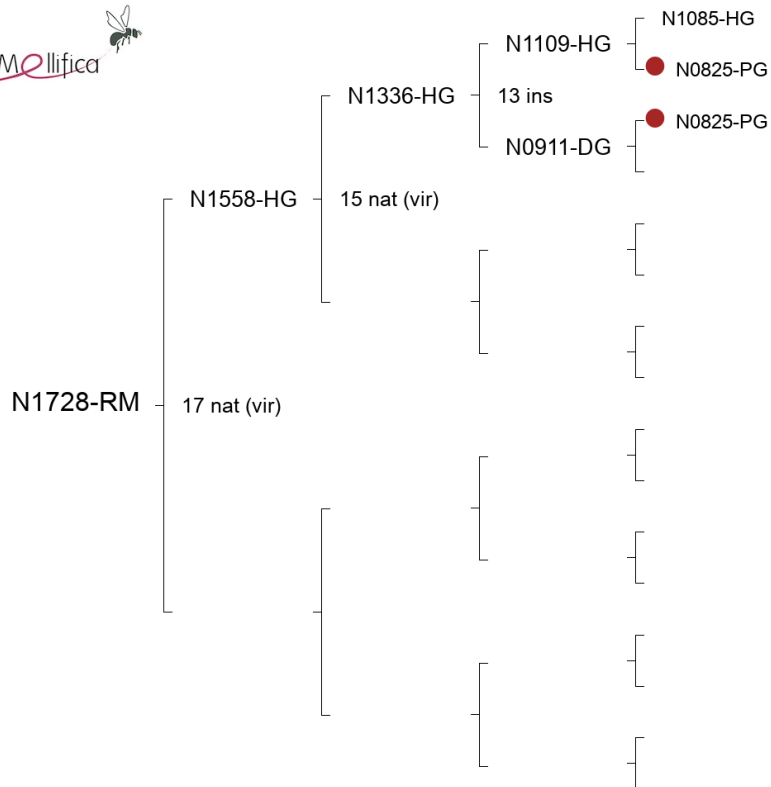 Mellifica
N1085-HG
N1109-HG
N0825-PG
N1336-HG
13 ins
N0825-PG
N0911-DG
N1558-HG
15 nat (vir)
N1728-RM
17 nat (vir)